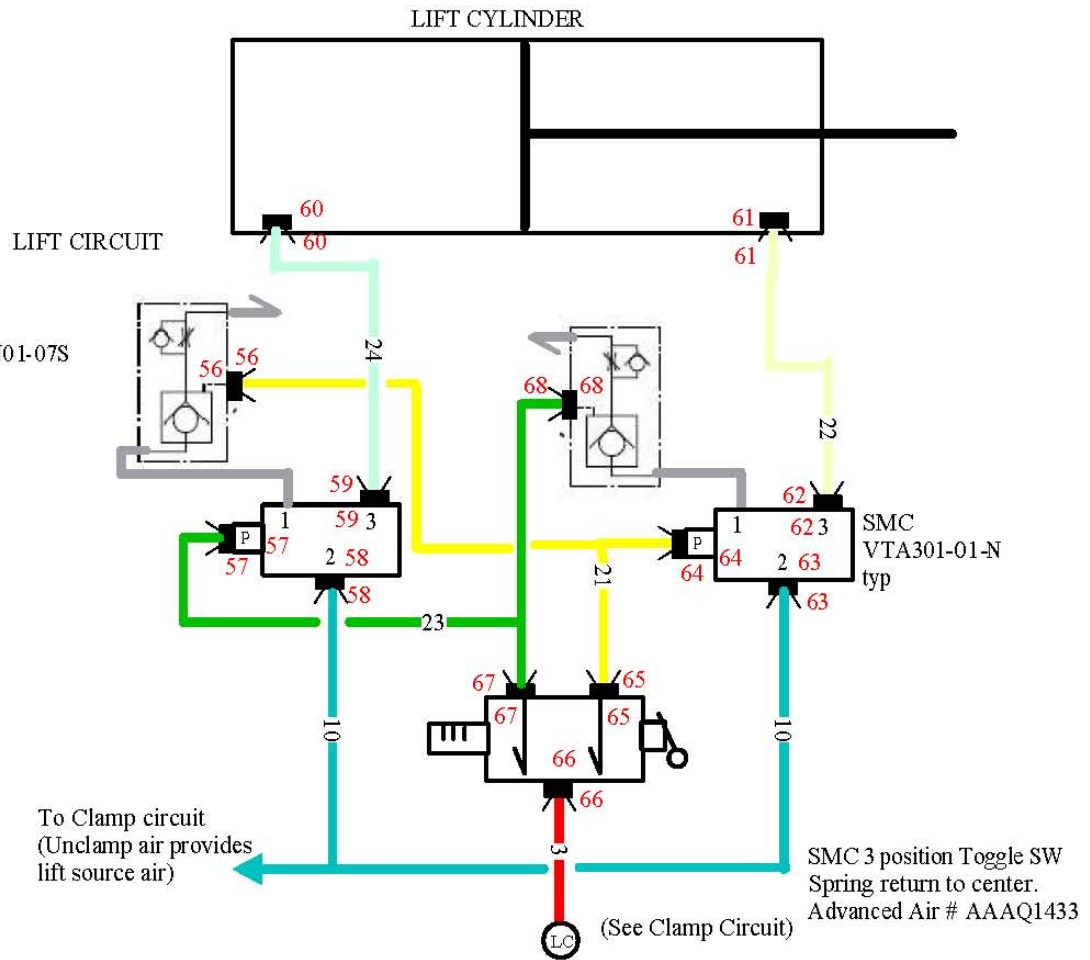 LIFT CYLINDER
60
61
60
61
LIFT CIRCUIT
01-07S
56
56
24
68
68
22
59
62
1
59
3
1
62
3
SMC
VTA301-01-N
typ
P
57
57
2
58
58
P
64
64
2
63
63
21
23
67
65
67
65
66
66
10
10
To Clamp circuit
(Unclamp air provides
lift source air)
3
SMC 3 position Toggle SW
Spring return to center.
Advanced Air # AAAQ1433
(See Clamp Circuit)
LC